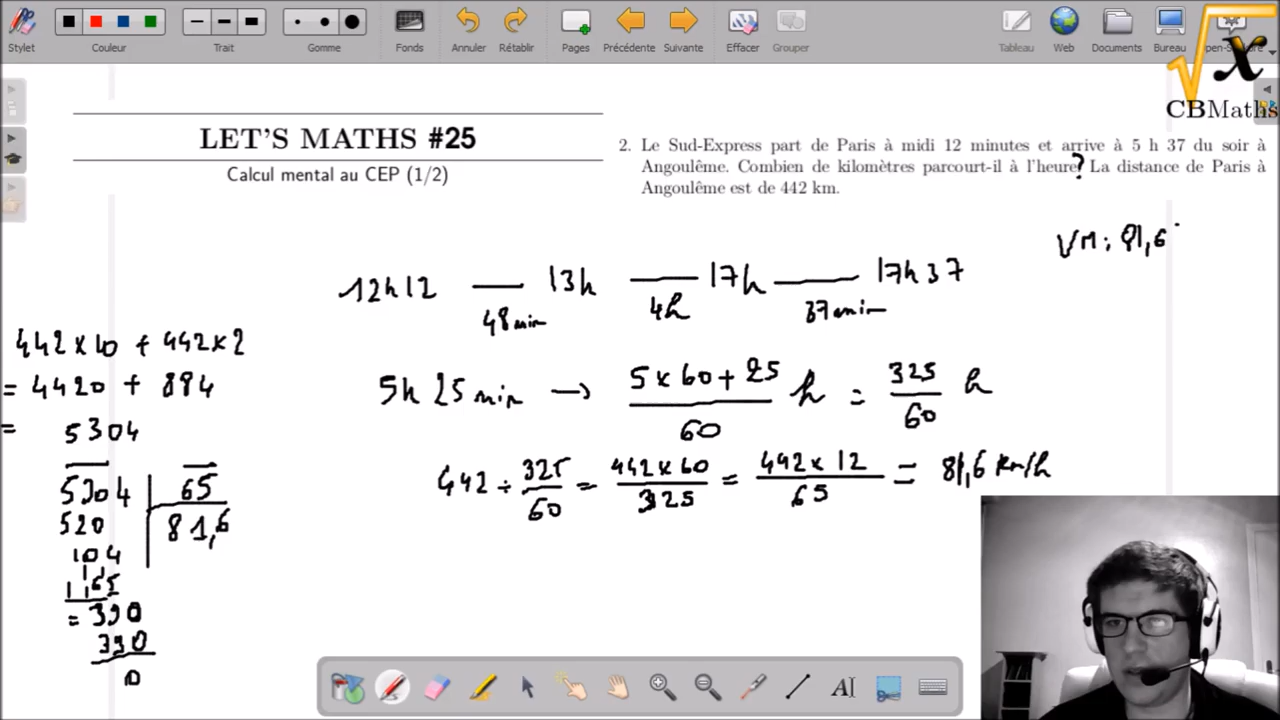 Stylet
Couleur
Trait
Gomme
Fonds
Annuler
Rétablir
Pages
Précédente
Suivante
Effacer
Grouper
Tableau
Web
Documents
Bureau
√x
CBMaths
LET'S MATHS #25
Calcul mental au CEP (1/2)
2. Le Sud-Express part de Paris à midi 12 minutes et arrive à 5 h 37 du soir à
Angoulême. Combien de kilomètres parcourt-il à l'heure? La distance de Paris à
Angoulême est de 442 km.
VM: 81,6
12h12 — 13h — 17h — 17h37
48min 4h 37min
442×10 + 442×2
= 4420 + 884
= 5304
5h 25min → (5×60+25)/60 h = 325/60 h
442 ÷ 325/60 = 442×60/325 = 442×12/65 = 81,6 km/h
5304 | 65
520 | 81,6
104
65
= 390
390
0
AI